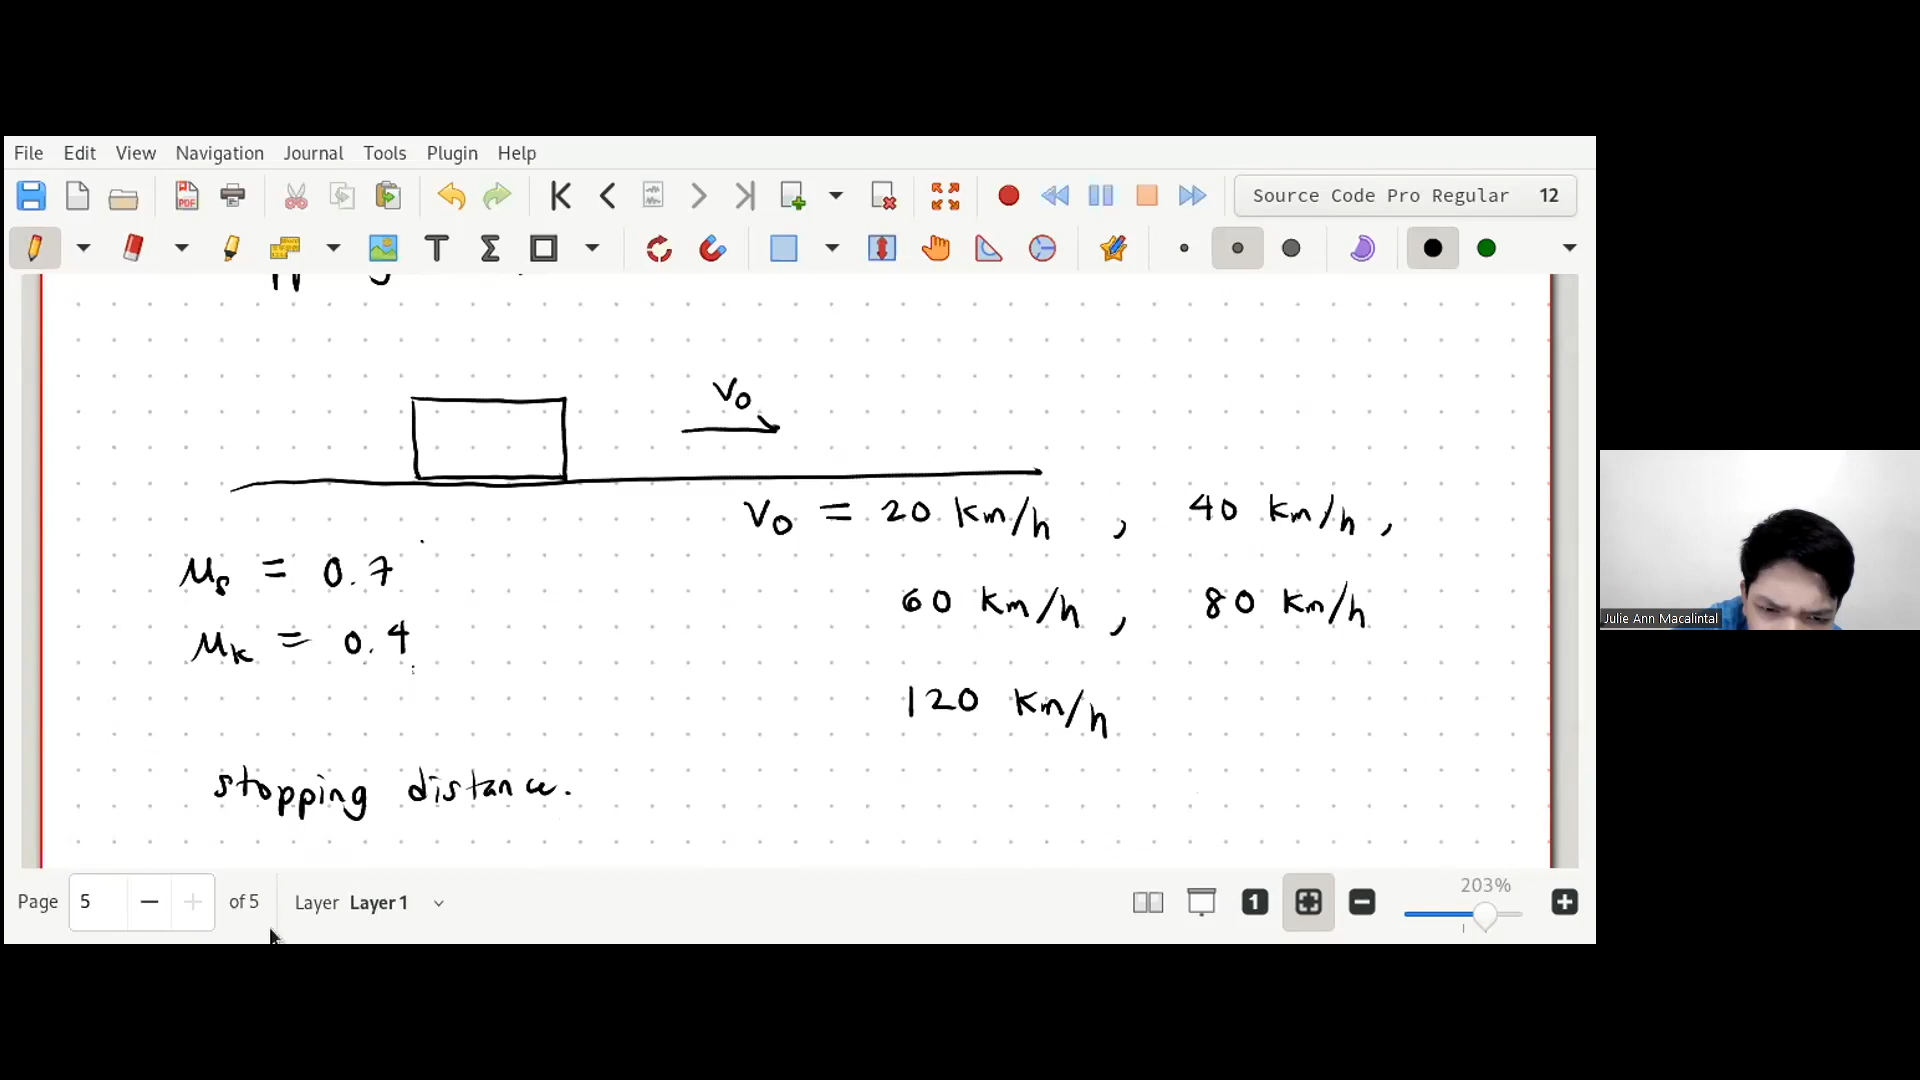 File Edit View Navigation Journal Tools Plugin Help
Source Code Pro Regular 12
V₀
V₀ = 20 km/h , 40 km/h ,
μₛ = 0.7
60 km/h , 80 km/h
μₖ = 0.4
120 km/h
stopping distance.
Julie Ann Macalintal
Page 5 of 5 Layer Layer 1
203%